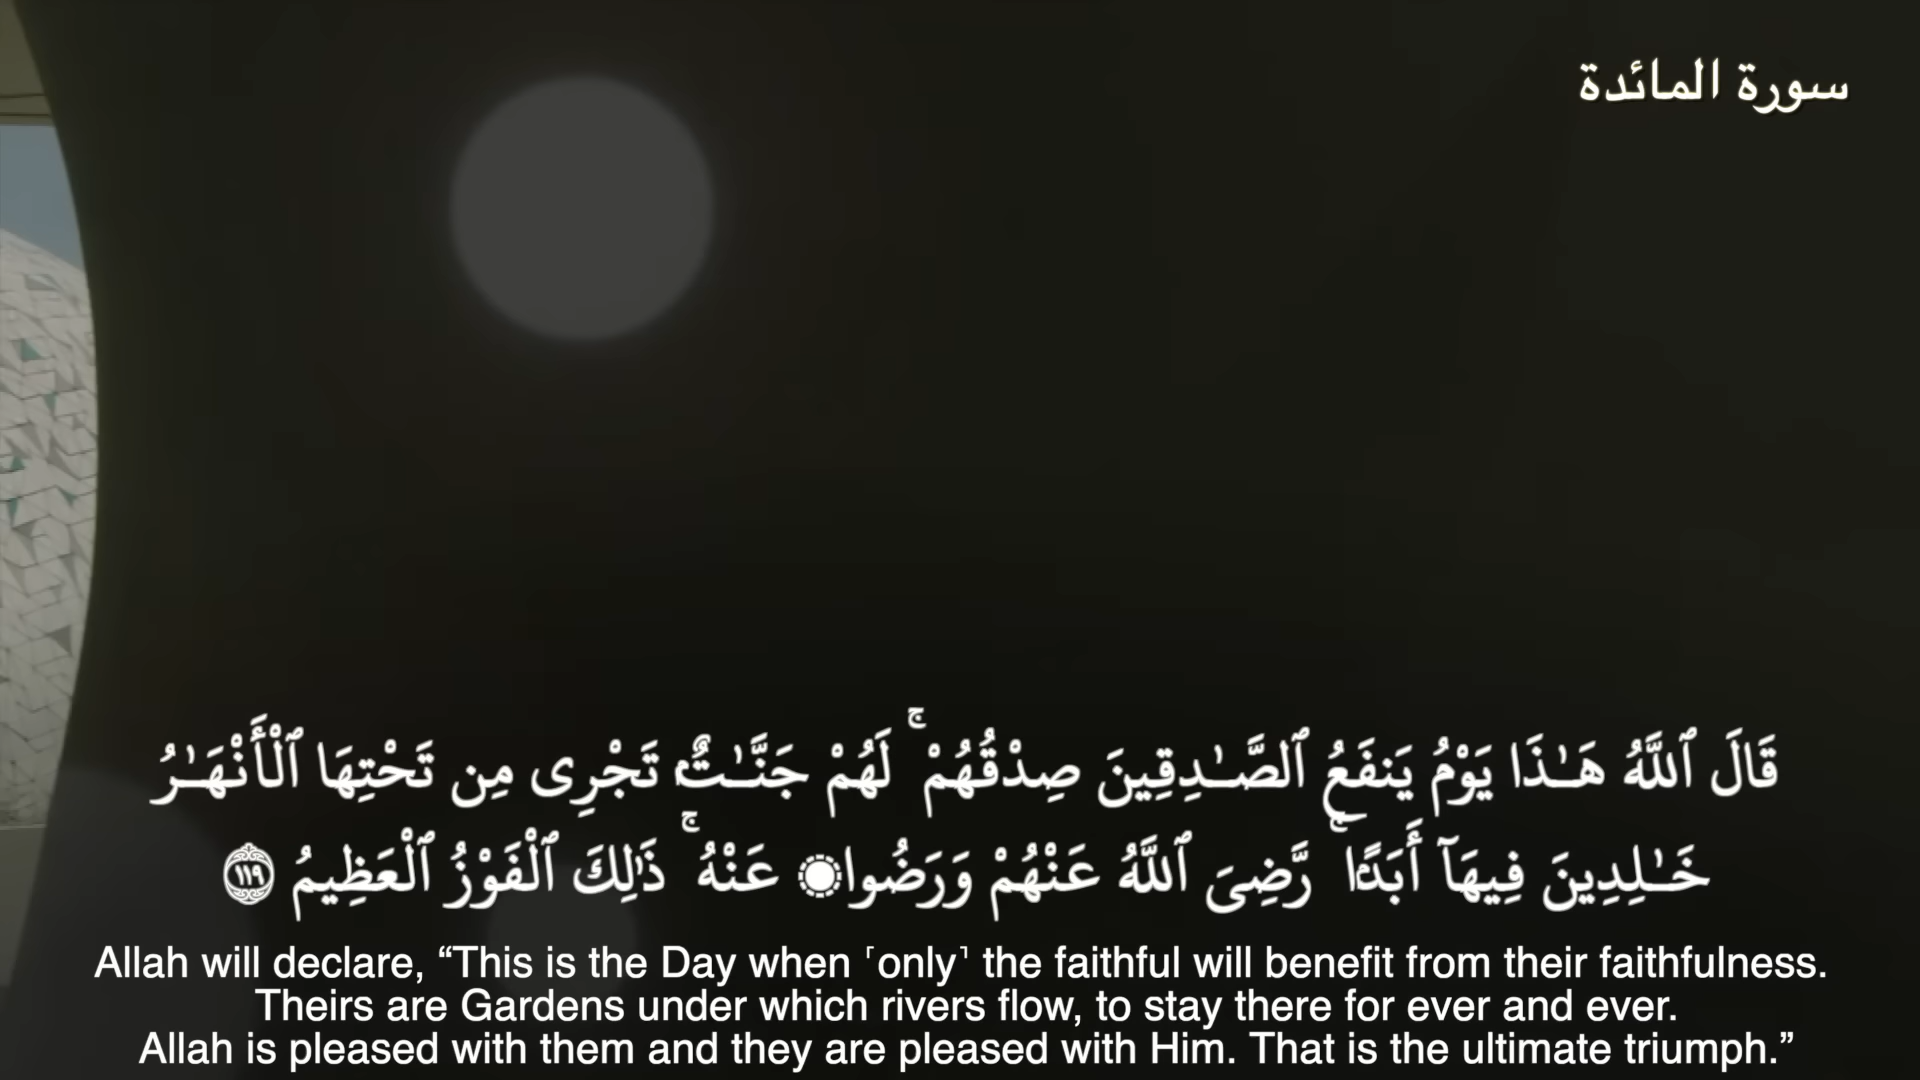 سورة المائدة
قَالَ ٱللَّهُ هَـٰذَا يَوْمُ يَنفَعُ ٱلصَّـٰدِقِينَ صِدْقُهُمْ ۚ لَهُمْ جَنَّـٰتٌ تَجْرِى مِن تَحْتِهَا ٱلْأَنْهَـٰرُ
خَـٰلِدِينَ فِيهَآ أَبَدًا ۚ رَّضِىَ ٱللَّهُ عَنْهُمْ وَرَضُوا۟ عَنْهُ ۚ ذَٰلِكَ ٱلْفَوْزُ ٱلْعَظِيمُ ١١٩
Allah will declare, “This is the Day when ˹only˺ the faithful will benefit from their faithfulness.
Theirs are Gardens under which rivers flow, to stay there for ever and ever.
Allah is pleased with them and they are pleased with Him. That is the ultimate triumph.”